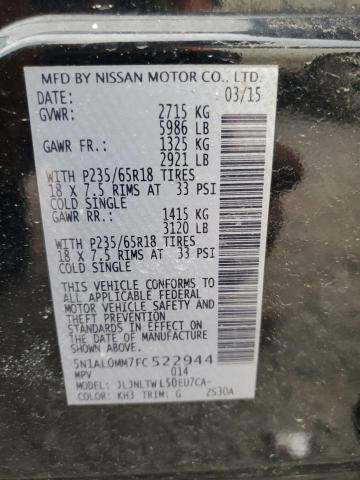 MFD BY NISSAN MOTOR CO., LTD.
DATE: 03/15
GVWR: 2715 KG
5986 LB
GAWR FR.: 1325 KG
2921 LB
WITH P235/65R18 TIRES
18 X 7.5 RIMS AT 33 PSI
COLD SINGLE
GAWR RR.: 1415 KG
3120 LB
WITH P235/65R18 TIRES
18 X 7.5 RIMS AT 33 PSI
COLD SINGLE
THIS VEHICLE CONFORMS TO
ALL APPLICABLE FEDERAL
MOTOR VEHICLE SAFETY AND
THEFT PREVENTION
STANDARDS IN EFFECT ON
THE DATE OF MANUFACTURE
SHOWN ABOVE.
5N1AL0MM7FC522944
MPV 014
MODEL: JLJNLTWL50EU7CA-
COLOR: KH3 TRIM: G 2S30A